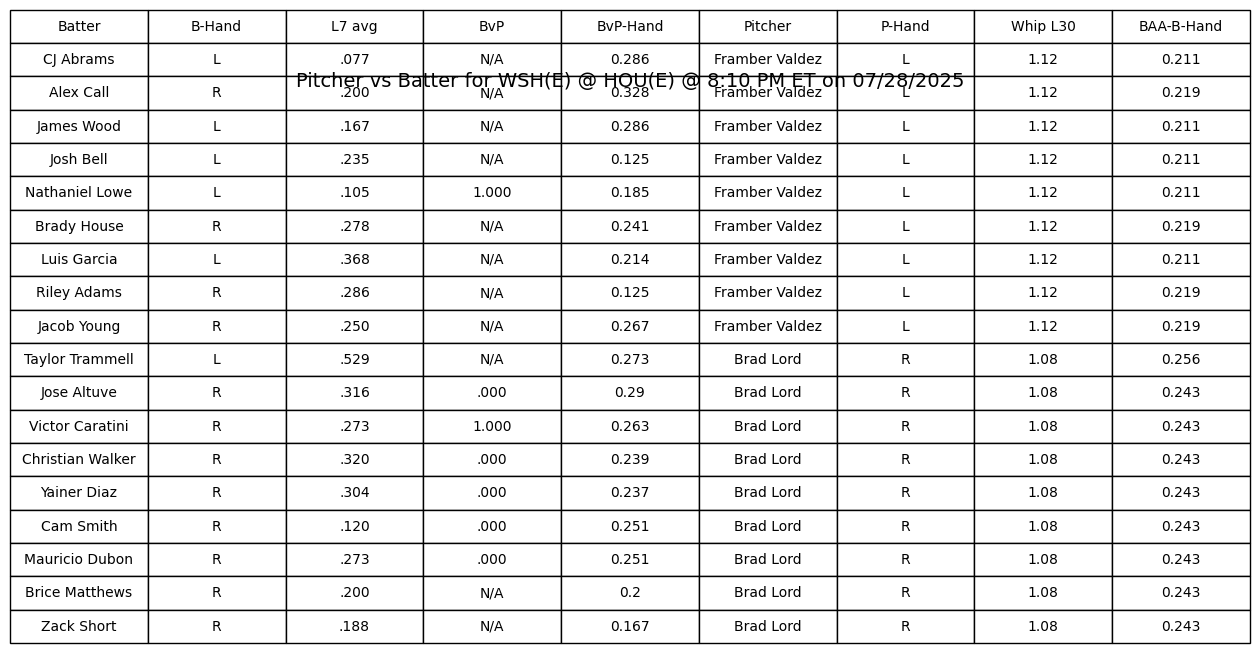 Batter B-Hand L7 avg BvP BvP-Hand Pitcher P-Hand Whip L30 BAA-B-Hand
CJ Abrams L .077 N/A 0.286 Framber Valdez L 1.12 0.211
Pitcher vs Batter for WSH(E) @ HOU(E) @ 8:10 PM ET on 07/28/2025
Alex Call R .200 N/A 0.328 Framber Valdez L 1.12 0.219
James Wood L .167 N/A 0.286 Framber Valdez L 1.12 0.211
Josh Bell L .235 N/A 0.125 Framber Valdez L 1.12 0.211
Nathaniel Lowe L .105 1.000 0.185 Framber Valdez L 1.12 0.211
Brady House R .278 N/A 0.241 Framber Valdez L 1.12 0.219
Luis Garcia L .368 N/A 0.214 Framber Valdez L 1.12 0.211
Riley Adams R .286 N/A 0.125 Framber Valdez L 1.12 0.219
Jacob Young R .250 N/A 0.267 Framber Valdez L 1.12 0.219
Taylor Trammell L .529 N/A 0.273 Brad Lord R 1.08 0.256
Jose Altuve R .316 .000 0.29 Brad Lord R 1.08 0.243
Victor Caratini R .273 1.000 0.263 Brad Lord R 1.08 0.243
Christian Walker R .320 .000 0.239 Brad Lord R 1.08 0.243
Yainer Diaz R .304 .000 0.237 Brad Lord R 1.08 0.243
Cam Smith R .120 .000 0.251 Brad Lord R 1.08 0.243
Mauricio Dubon R .273 .000 0.251 Brad Lord R 1.08 0.243
Brice Matthews R .200 N/A 0.2 Brad Lord R 1.08 0.243
Zack Short R .188 N/A 0.167 Brad Lord R 1.08 0.243